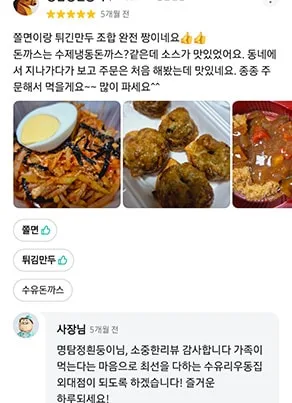 5개월 전
쫄면이랑 튀긴만두 조합 완전 짱이네요👍👍
돈까스는 수제냉동돈까스?같은데 소스가 맛있었어요. 동네에
서 지나가다가 보고 주문은 처음 해봤는데 맛있네요. 종종 주
문해서 먹을게요~~ 많이 파세요^^
쫄면
튀김만두
수유돈까스
사장님 5개월 전
명탐정흰둥이님, 소중한리뷰 감사합니다 가족이
먹는다는 마음으로 최선을 다하는 수유리우동집
외대점이 되도록 하겠습니다! 즐거운
하루되세요!